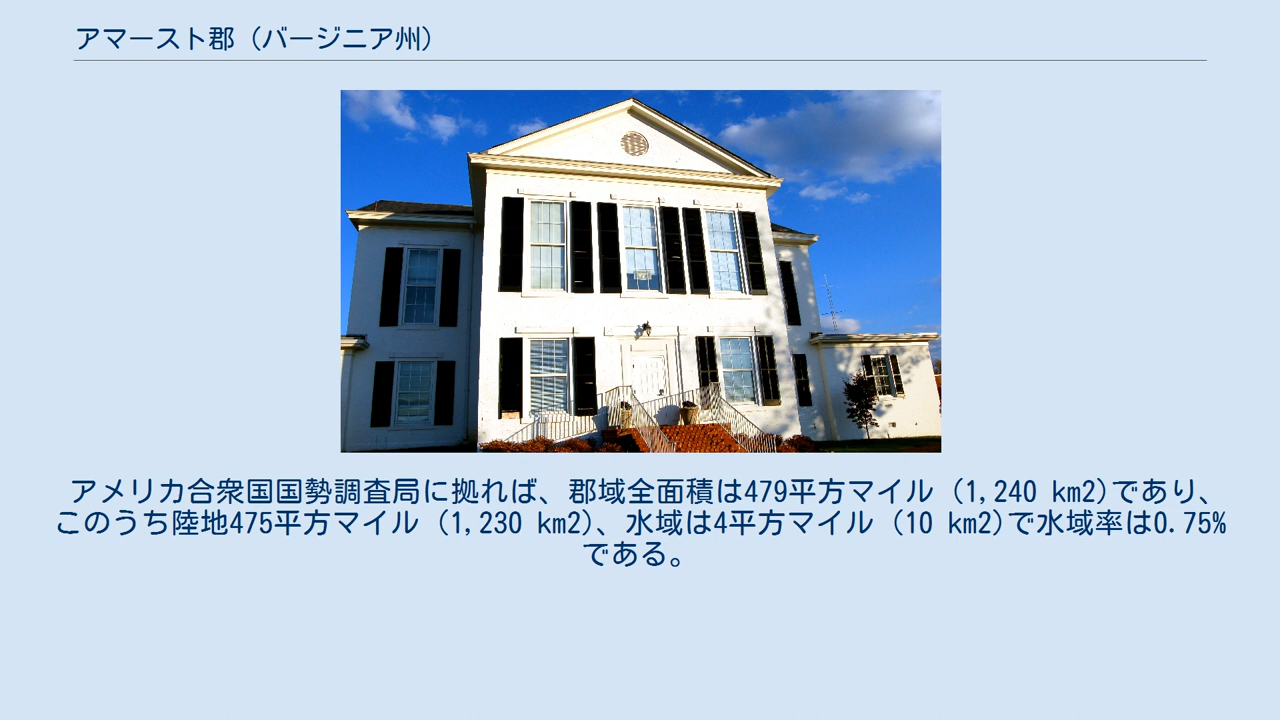 アマースト郡（バージニア州）
アメリカ合衆国国勢調査局に拠れば、郡域全面積は479平方マイル (1,240 km2)であり、
このうち陸地475平方マイル (1,230 km2)、水域は4平方マイル (10 km2)で水域率は0.75%
である。